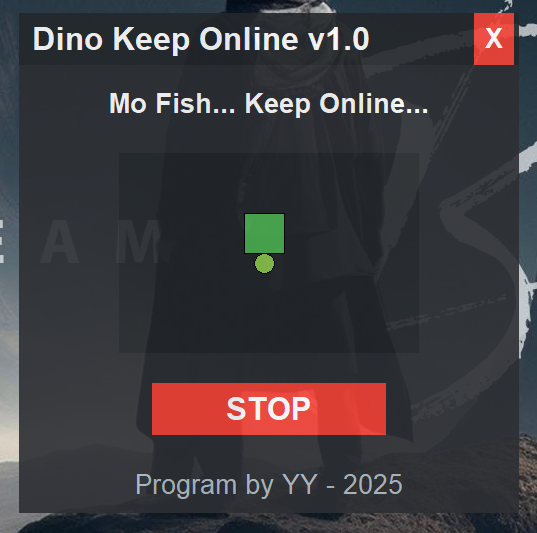 Dino Keep Online v1.0
X
Mo Fish... Keep Online...
E A M
STOP
Program by YY - 2025